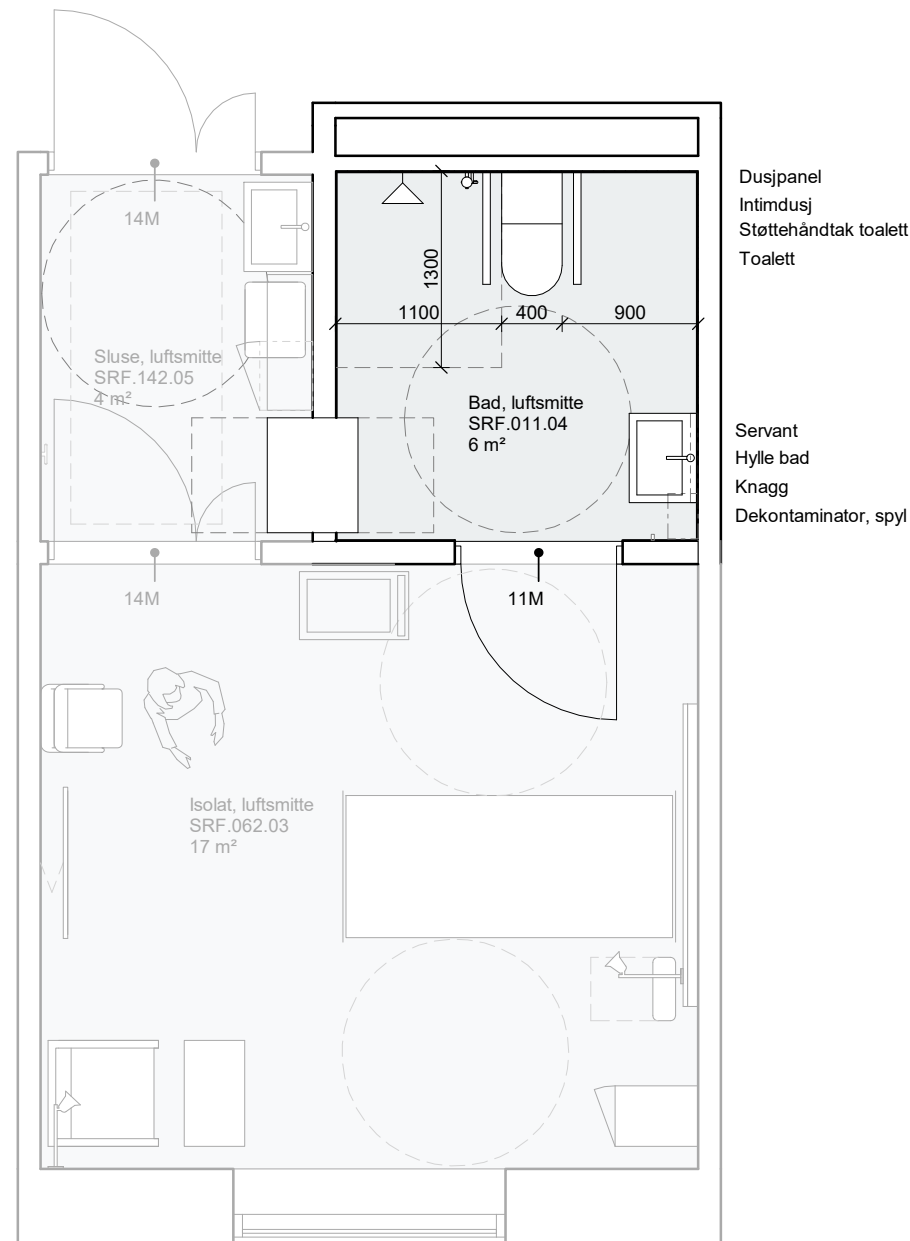 Dusjpanel
Intimdusj
Støttehåndtak toalett
Toalett
14M
1300
1100
400
900
Sluse, luftsmitte
SRF.142.05
4 m²
Bad, luftsmitte
SRF.011.04
6 m²
Servant
Hylle bad
Knagg
Dekontaminator, spyl
14M
11M
Isolat, luftsmitte
SRF.062.03
17 m²